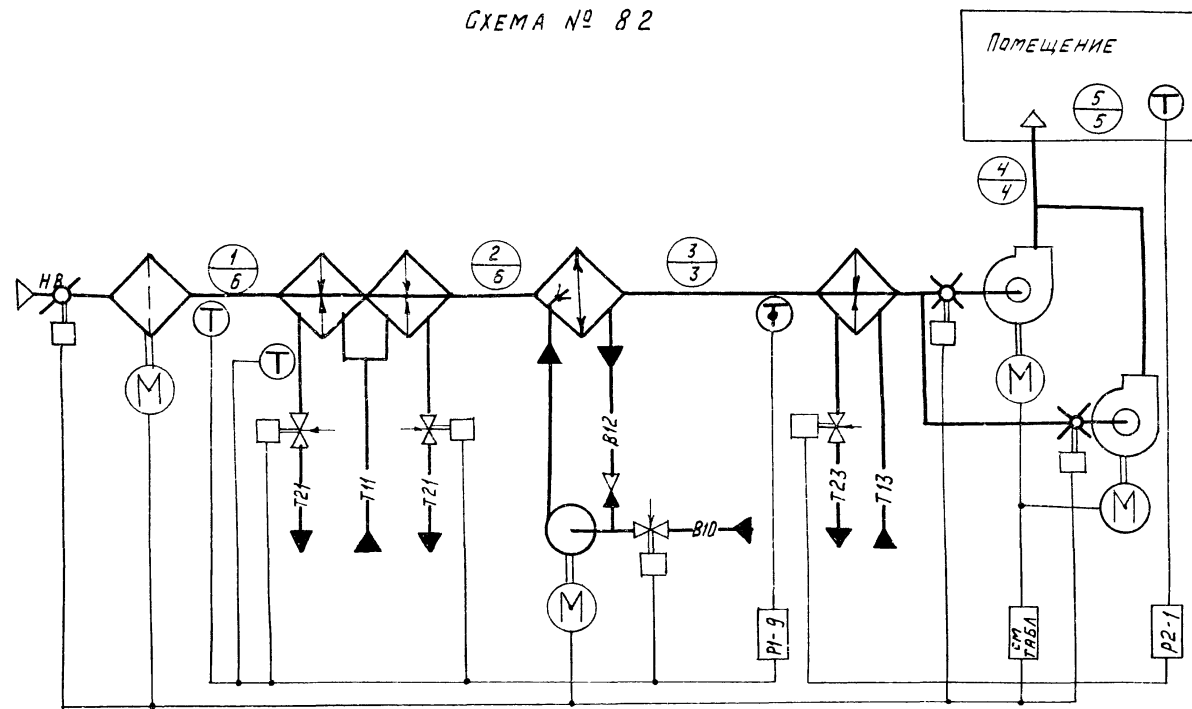 СХЕМА № 82
ПОМЕЩЕНИЕ
5
5
Т
4
4
НВ
1
6
2
6
3
3
Т
Т
Т
М
М
М
М
Т21
Т11
Т21
В12
В10
Т23
Т13
Р1-9
СМ
ТАБЛ
Р2-1